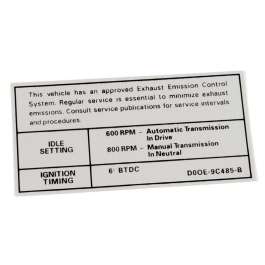 This vehicle has an approved Exhaust Emission Control
System. Regular service is essential to minimize exhaust
emissions. Consult service publications for service intervals
and procedures.
IDLE SETTING
600 RPM – Automatic Transmission
In Drive
800 RPM – Manual Transmission
In Neutral
IGNITION TIMING
6° BTDC D0OE-9C485-B